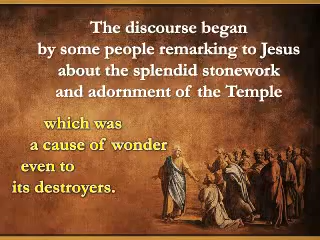 The discourse began
by some people remarking to Jesus
about the splendid stonework
and adornment of the Temple
which was
a cause of wonder
even to
its destroyers.